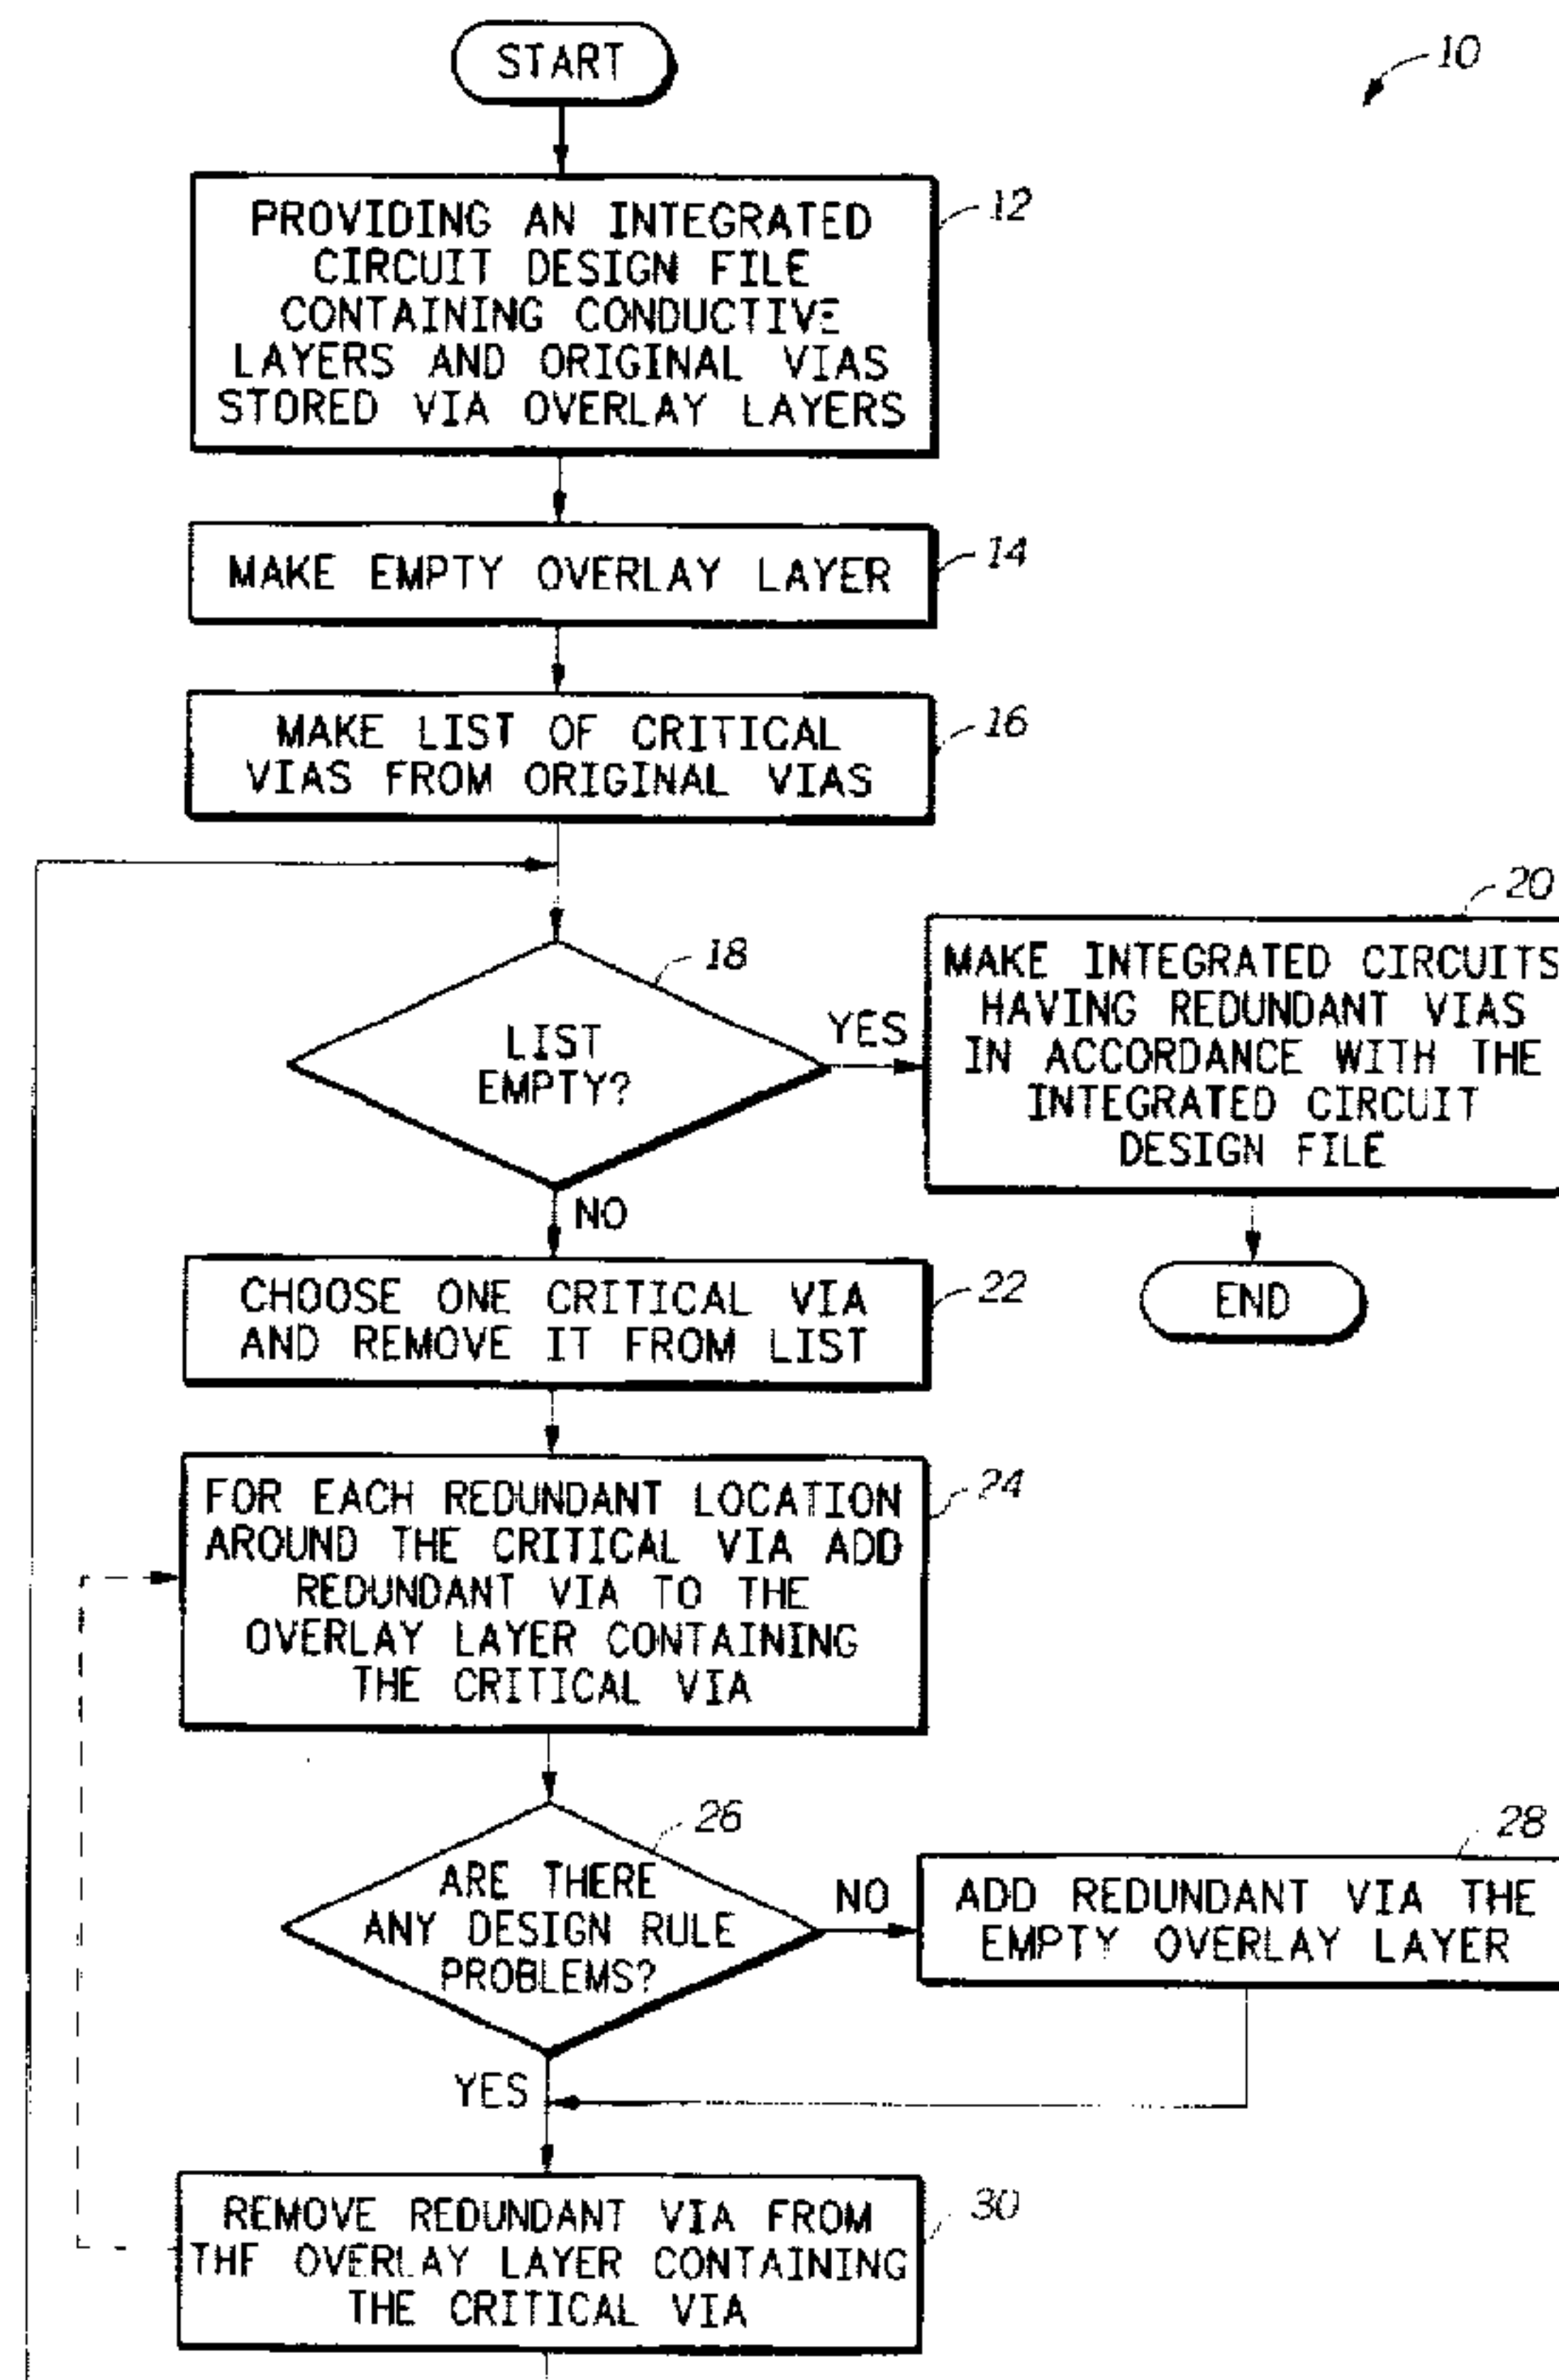 START
10
PROVIDING AN INTEGRATED
CIRCUIT DESIGN FILE
CONTAINING CONDUCTIVE
LAYERS AND ORIGINAL VIAS
STORED VIA OVERLAY LAYERS
12
MAKE EMPTY OVERLAY LAYER
14
MAKE LIST OF CRITICAL
VIAS FROM ORIGINAL VIAS
16
LIST
EMPTY?
18
YES
20
MAKE INTEGRATED CIRCUITS
HAVING REDUNDANT VIAS
IN ACCORDANCE WITH THE
INTEGRATED CIRCUIT
DESIGN FILE
END
NO
CHOOSE ONE CRITICAL VIA
AND REMOVE IT FROM LIST
22
FOR EACH REDUNDANT LOCATION
AROUND THE CRITICAL VIA ADD
REDUNDANT VIA TO THE
OVERLAY LAYER CONTAINING
THE CRITICAL VIA
24
ARE THERE
ANY DESIGN RULE
PROBLEMS?
26
NO
28
ADD REDUNDANT VIA THE
EMPTY OVERLAY LAYER
YES
REMOVE REDUNDANT VIA FROM
THE OVERLAY LAYER CONTAINING
THE CRITICAL VIA
30